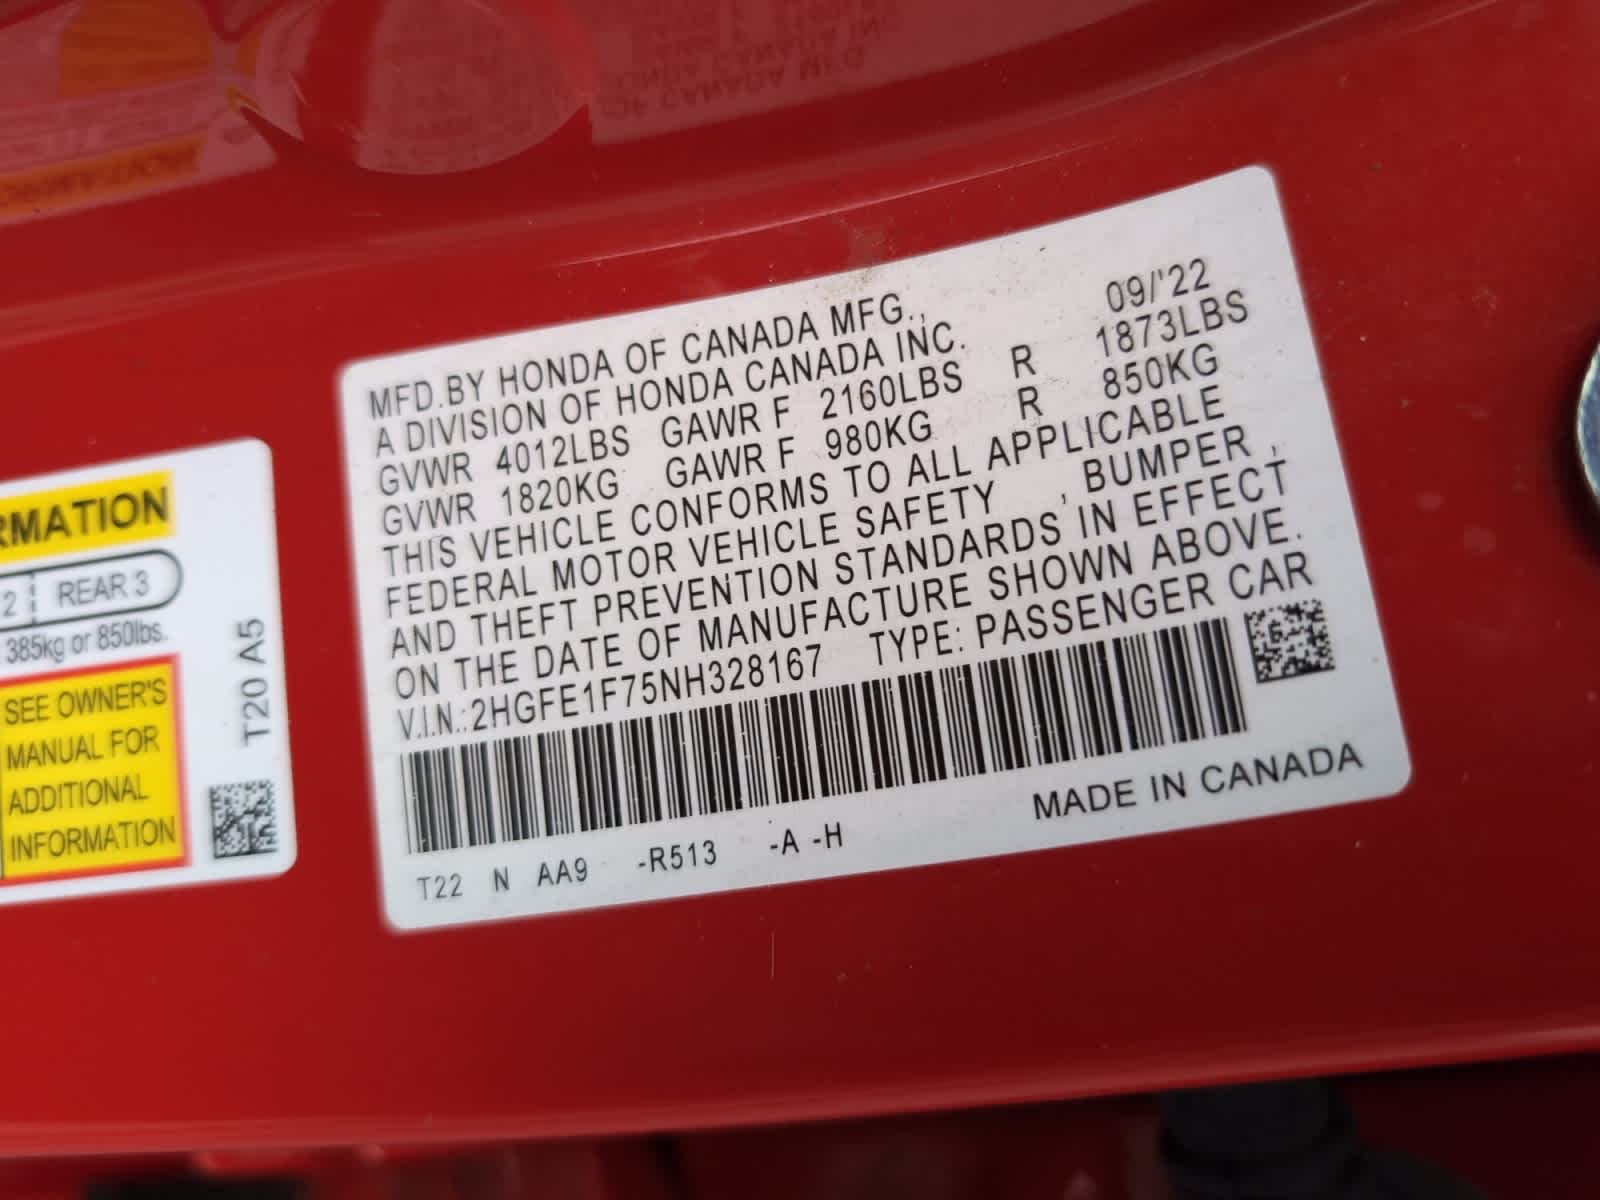 MFD.BY HONDA OF CANADA MFG.,
A DIVISION OF HONDA CANADA INC. 09/'22
GVWR 4012LBS GAWR F 2160LBS R 1873LBS
GVWR 1820KG GAWR F 980KG R 850KG
THIS VEHICLE CONFORMS TO ALL APPLICABLE
FEDERAL MOTOR VEHICLE SAFETY , BUMPER ,
AND THEFT PREVENTION STANDARDS IN EFFECT
ON THE DATE OF MANUFACTURE SHOWN ABOVE.
V.I.N.:2HGFE1F75NH328167 TYPE: PASSENGER CAR
T22 N AA9 -R513 -A -H
MADE IN CANADA
RMATION
2 REAR 3
385kg or 850lbs.
SEE OWNER'S
MANUAL FOR
ADDITIONAL
INFORMATION
T20 A5